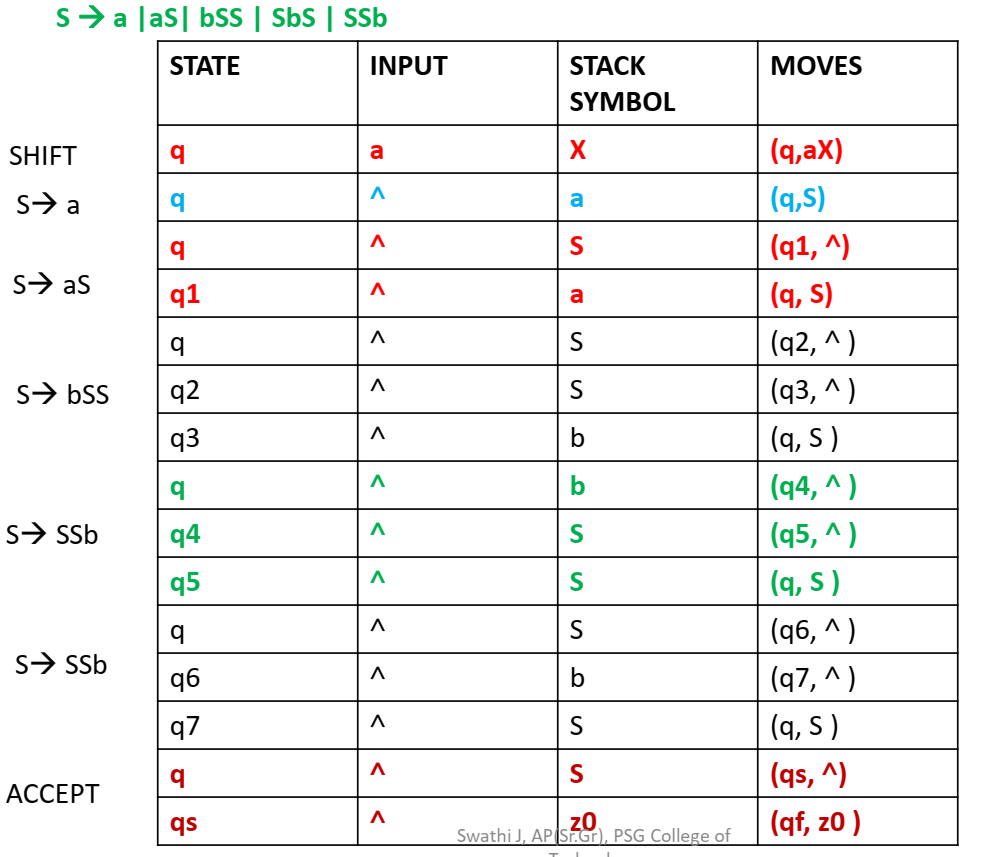 S → a |aS| bSS | SbS | SSb
STATE INPUT STACK SYMBOL MOVES
SHIFT q a X (q,aX)
S→ a q ^ a (q,S)
q ^ S (q1, ^)
S→ aS q1 ^ a (q, S)
q ^ S (q2, ^ )
S→ bSS q2 ^ S (q3, ^ )
q3 ^ b (q, S )
q ^ b (q4, ^ )
S→ SSb q4 ^ S (q5, ^ )
q5 ^ S (q, S )
q ^ S (q6, ^ )
S→ SSb q6 ^ b (q7, ^ )
q7 ^ S (q, S )
q ^ S (qs, ^)
ACCEPT
qs ^ z0 (qf, z0 )
Swathi J, AP(Sr.Gr), PSG College of